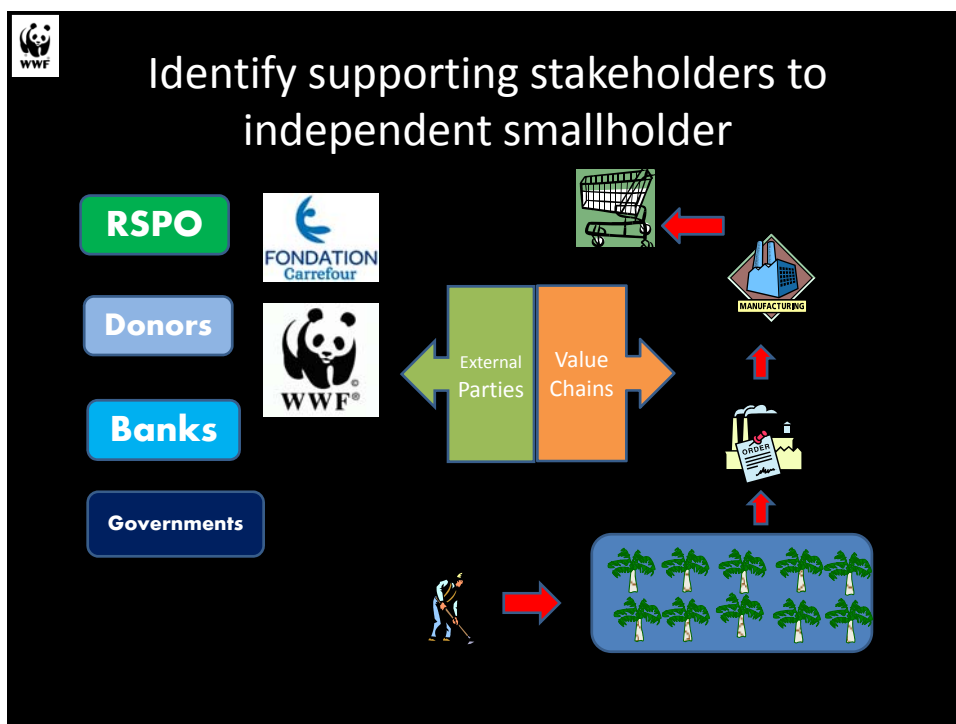 WWF
Identify supporting stakeholders to
independent smallholder
RSPO
FONDATION
Carrefour
Donors
WWF®
Banks
Governments
External
Parties
Value
Chains
MANUFACTURING
ORDER